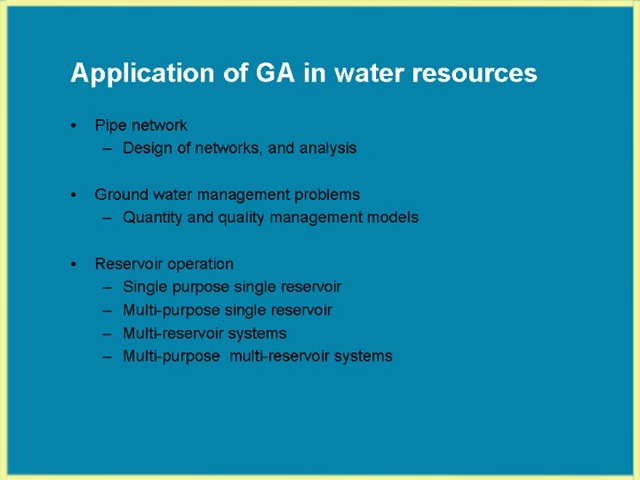 Application of GA in water resources
• Pipe network
– Design of networks, and analysis
• Ground water management problems
– Quantity and quality management models
• Reservoir operation
– Single purpose single reservoir
– Multi-purpose single reservoir
– Multi-reservoir systems
– Multi-purpose  multi-reservoir systems